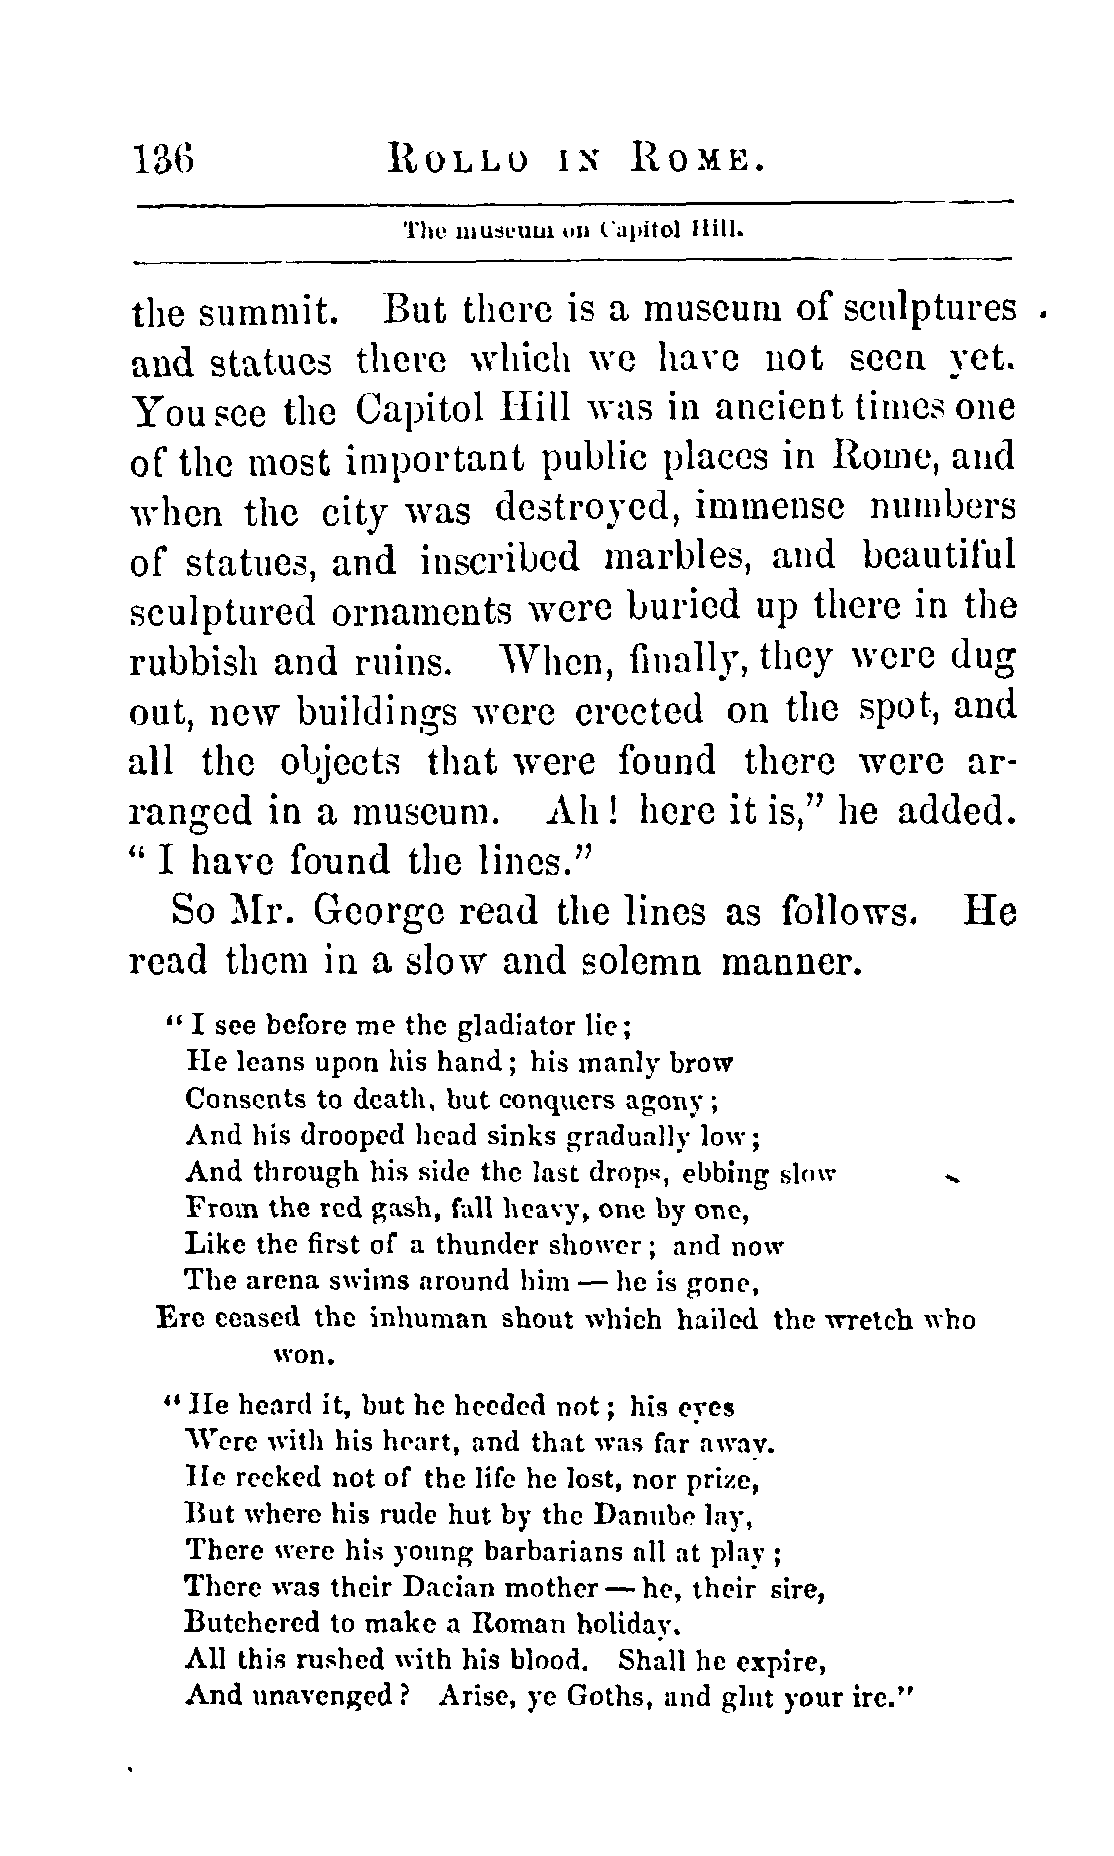 136 ROLLO IN ROME.
The museum on Capitol Hill.
the summit. But there is a museum of sculptures
and statues there which we have not seen yet.
You see the Capitol Hill was in ancient times one
of the most important public places in Rome, and
when the city was destroyed, immense numbers
of statues, and inscribed marbles, and beautiful
sculptured ornaments were buried up there in the
rubbish and ruins. When, finally, they were dug
out, new buildings were erected on the spot, and
all the objects that were found there were ar-
ranged in a museum. Ah! here it is,” he added.
“ I have found the lines.”
So Mr. George read the lines as follows. He
read them in a slow and solemn manner.
“ I see before me the gladiator lie;
He leans upon his hand; his manly brow
Consents to death, but conquers agony;
And his drooped head sinks gradually low;
And through his side the last drops, ebbing slow
From the red gash, fall heavy, one by one,
Like the first of a thunder shower; and now
The arena swims around him — he is gone,
Ere ceased the inhuman shout which hailed the wretch who
won.
“ He heard it, but he heeded not; his eyes
Were with his heart, and that was far away.
He recked not of the life he lost, nor prize,
But where his rude hut by the Danube lay,
There were his young barbarians all at play;
There was their Dacian mother — he, their sire,
Butchered to make a Roman holiday.
All this rushed with his blood. Shall he expire,
And unavenged? Arise, ye Goths, and glut your ire.”